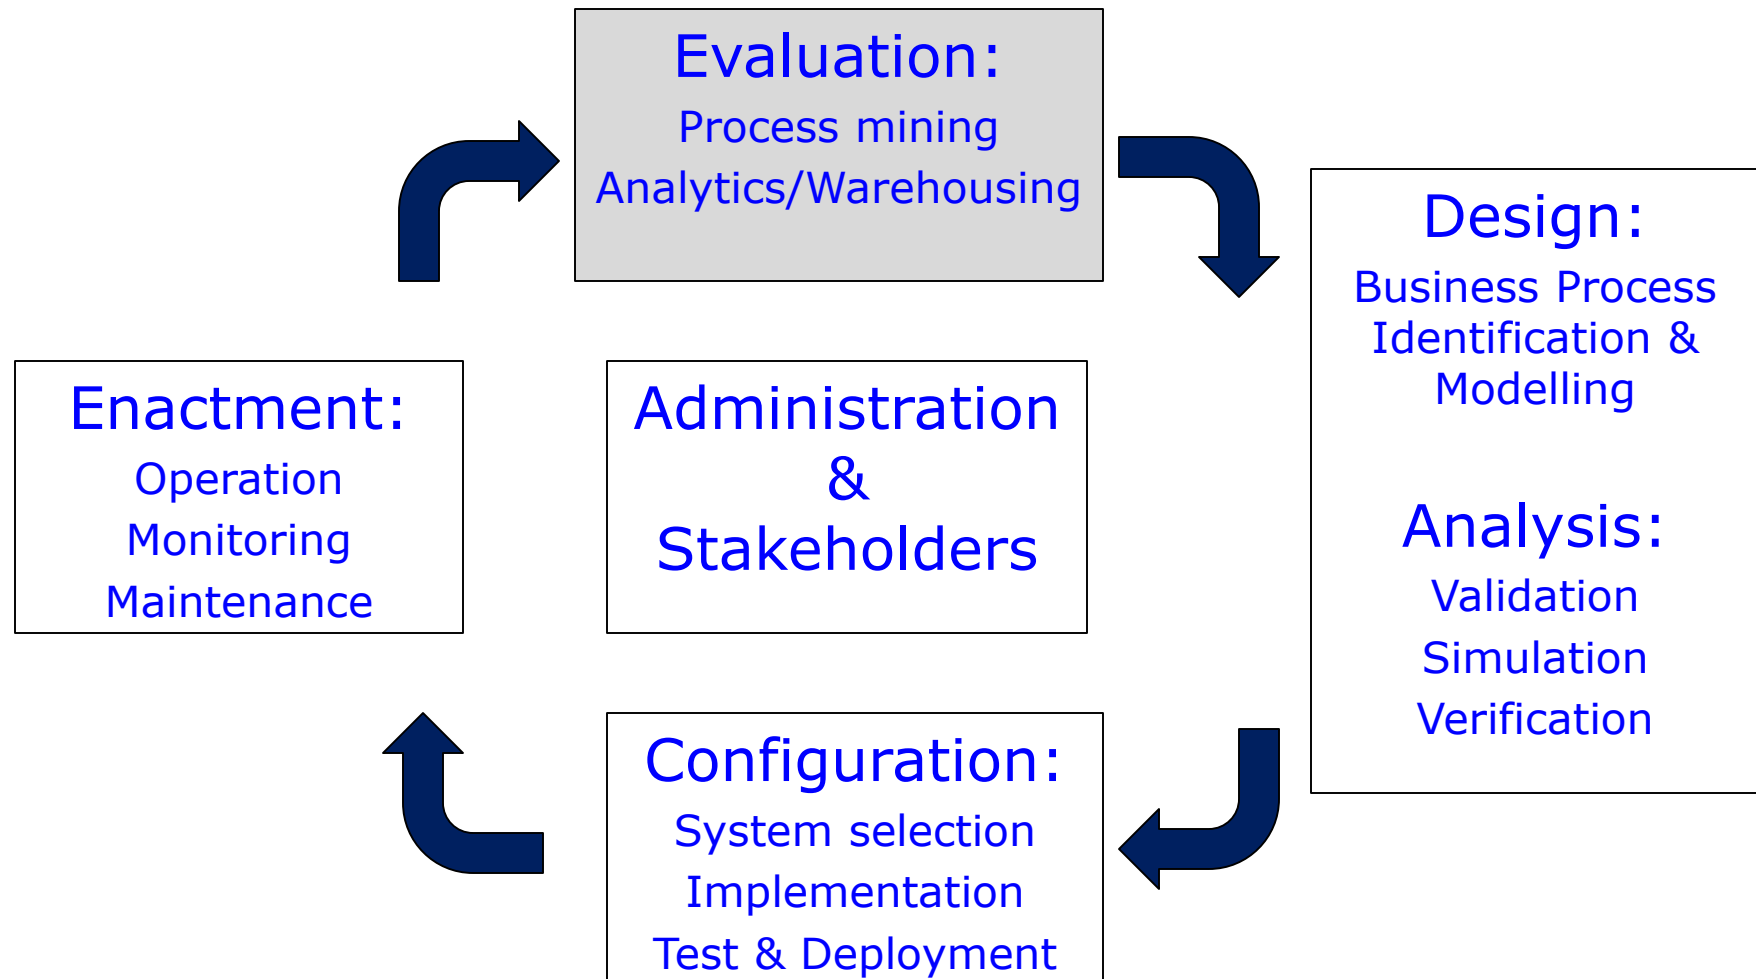 Evaluation:
Process mining
Analytics/Warehousing
Design:
Business Process
Identification &
Modelling
Analysis:
Validation
Simulation
Verification
Enactment:
Operation
Monitoring
Maintenance
Administration
&
Stakeholders
Configuration:
System selection
Implementation
Test & Deployment